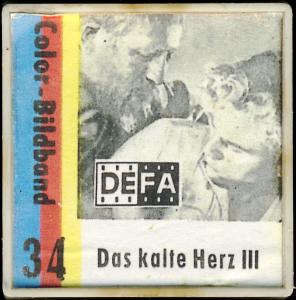 Color-Bildband
34
DEFA
Das kalte Herz III